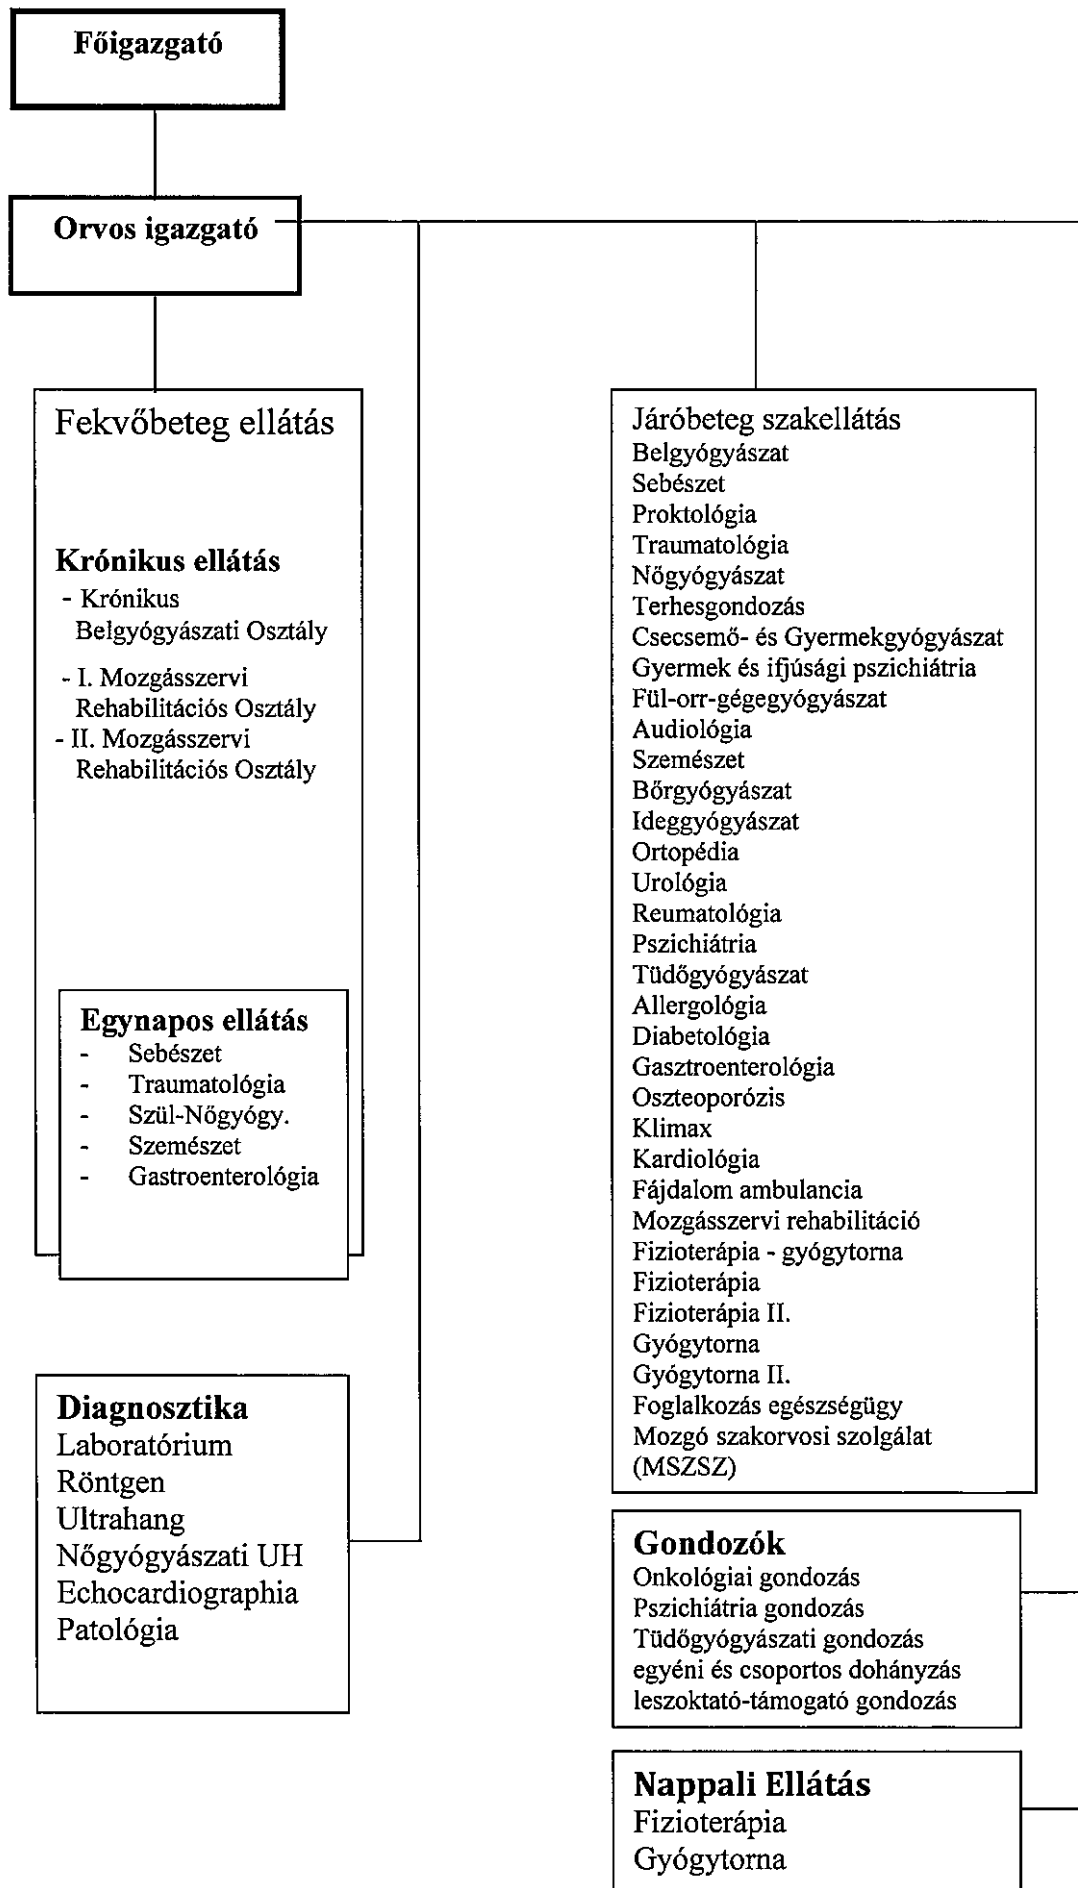 Főigazgató
Orvos igazgató
Fekvőbeteg ellátás
Krónikus ellátás
- Krónikus
Belgyógyászati Osztály
- I. Mozgásszervi
Rehabilitációs Osztály
- II. Mozgásszervi
Rehabilitációs Osztály
Egynapos ellátás
- Sebészet
- Traumatológia
- Szül-Nőgyógy.
- Szemészet
- Gastroenterológia
Diagnosztika
Laboratórium
Röntgen
Ultrahang
Nőgyógyászati UH
Echocardiographia
Patológia
Járóbeteg szakellátás
Belgyógyászat
Sebészet
Proktológia
Traumatológia
Nőgyógyászat
Terhesgondozás
Csecsemő- és Gyermekgyógyászat
Gyermek és ifjúsági pszichiátria
Fül-orr-gégegyógyászat
Audiológia
Szemészet
Bőrgyógyászat
Ideggyógyászat
Ortopédia
Urológia
Reumatológia
Pszichiátria
Tüdőgyógyászat
Allergológia
Diabetológia
Gasztroenterológia
Oszteoporózis
Klimax
Kardiológia
Fájdalom ambulancia
Mozgásszervi rehabilitáció
Fizioterápia - gyógytorna
Fizioterápia
Fizioterápia II.
Gyógytorna
Gyógytorna II.
Foglalkozás egészségügy
Mozgó szakorvosi szolgálat
(MSZSZ)
Gondozók
Onkológiai gondozás
Pszichiátria gondozás
Tüdőgyógyászati gondozás
egyéni és csoportos dohányzás
leszoktató-támogató gondozás
Nappali Ellátás
Fizioterápia
Gyógytorna